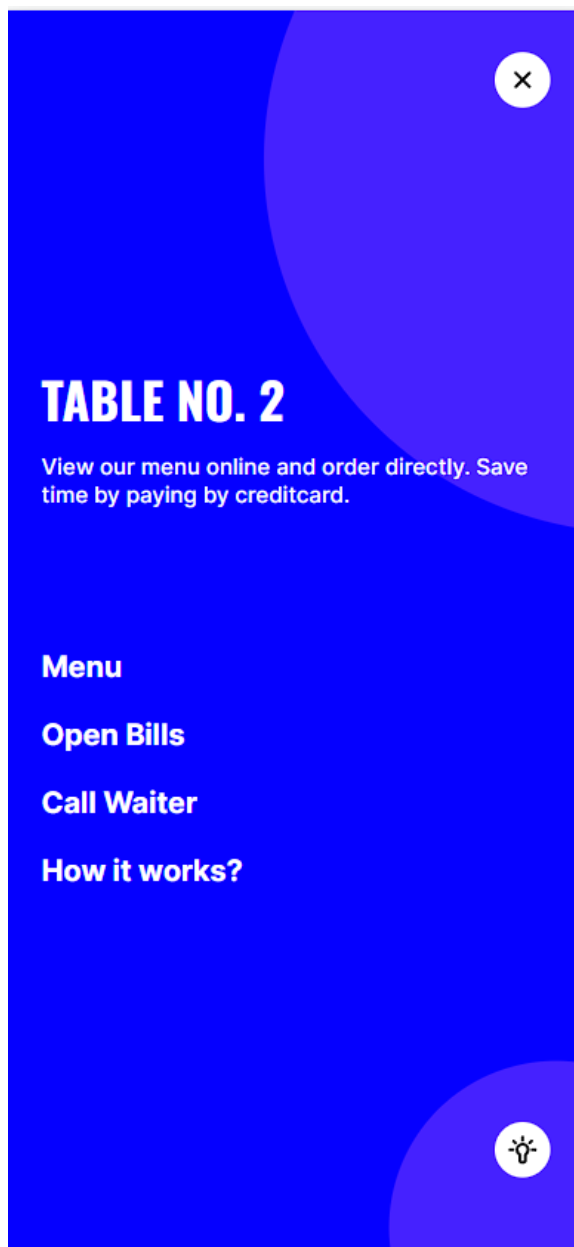 TABLE NO. 2
View our menu online and order directly. Save
time by paying by creditcard.
Menu
Open Bills
Call Waiter
How it works?